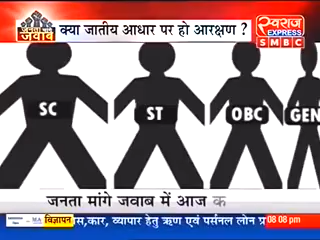 जनता मांगे
जवाब
क्या जातीय आधार पर हो आरक्षण ?
स्वराज
EXPRESS
SMBC
SC
ST
OBC
GEN
जनता मांगे जवाब में आज क
MA विज्ञापन कार, व्यापार हेतु ऋण एवं पर्सनल लोन प्र 08:08 pm